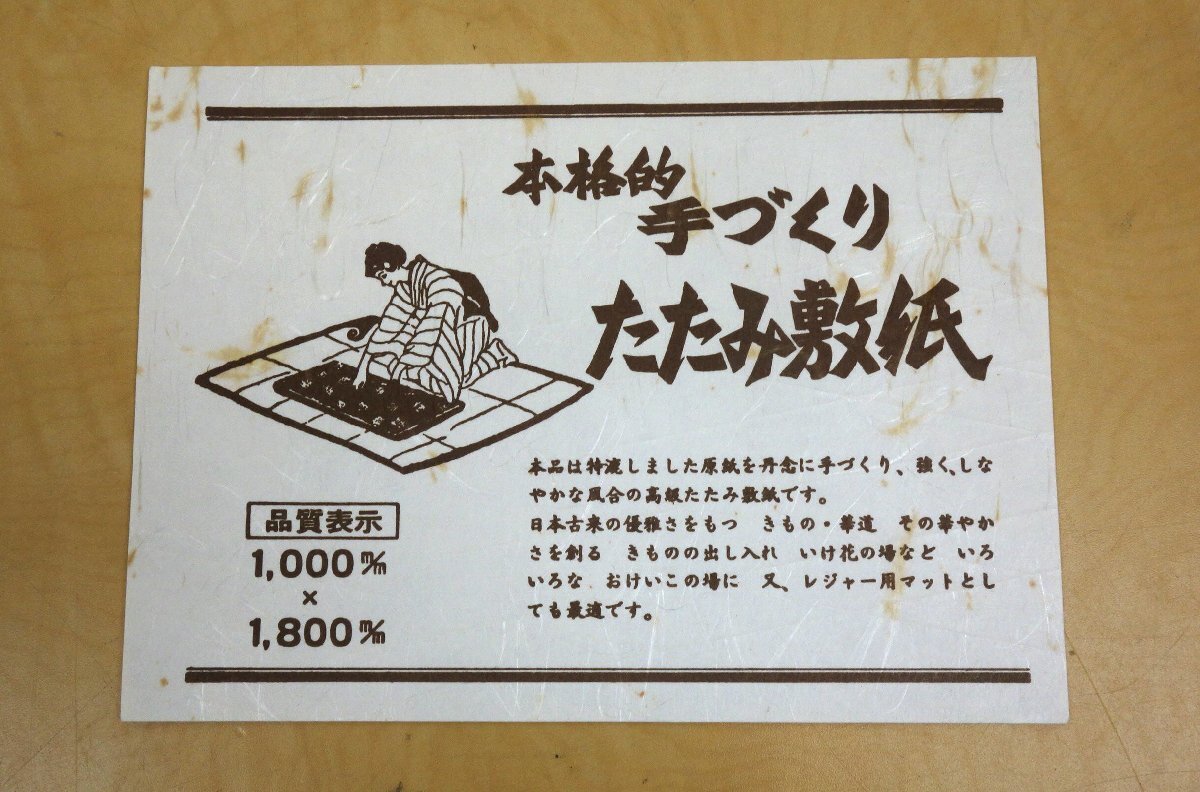 本格的
手づくり
たたみ敷紙
本品は特漉しました原紙を丹念に手づくり、強く、しな
やかな風合の高級たたみ敷紙です。
日本古来の優雅さをもつ きもの・華道 その華やか
さを創る きものの出し入れ いけ花の場など いろ
いろな おけいこの場に 又、レジャー用マットとし
ても最適です。
品質表示
1,000 m/m
×
1,800 m/m